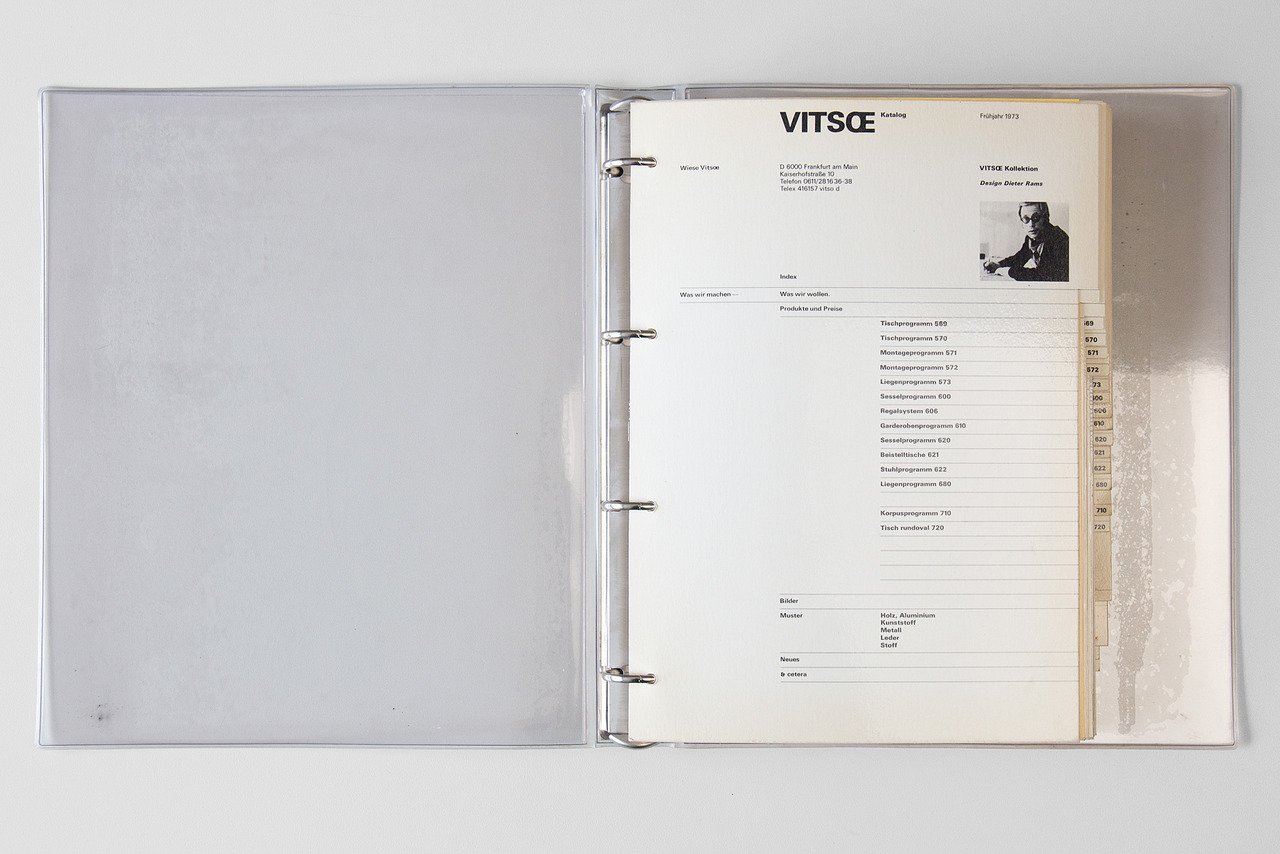 VITSŒ Katalog Frühjahr 1973
Wiese Vitsœ
D 6000 Frankfurt am Main
Kaiserhofstraße 10
Telefon 0611/28 16 36-38
Telex 416157 vitso d
VITSŒ Kollektion
Design Dieter Rams
Index
Was wir machen — Was wir wollen.
Produkte und Preise
Tischprogramm 569
Tischprogramm 570
Montageprogramm 571
Montageprogramm 572
Liegenprogramm 573
Sesselprogramm 600
Regalsystem 606
Garderobenprogramm 610
Sesselprogramm 620
Beistelltische 621
Stuhlprogramm 622
Liegenprogramm 680
Korpusprogramm 710
Tisch rundoval 720
Bilder
Muster Holz, Aluminium
Kunststoff
Metall
Leder
Stoff
Neues
& cetera
569
570
571
572
73
600
606
610
620
621
622
680
710
720